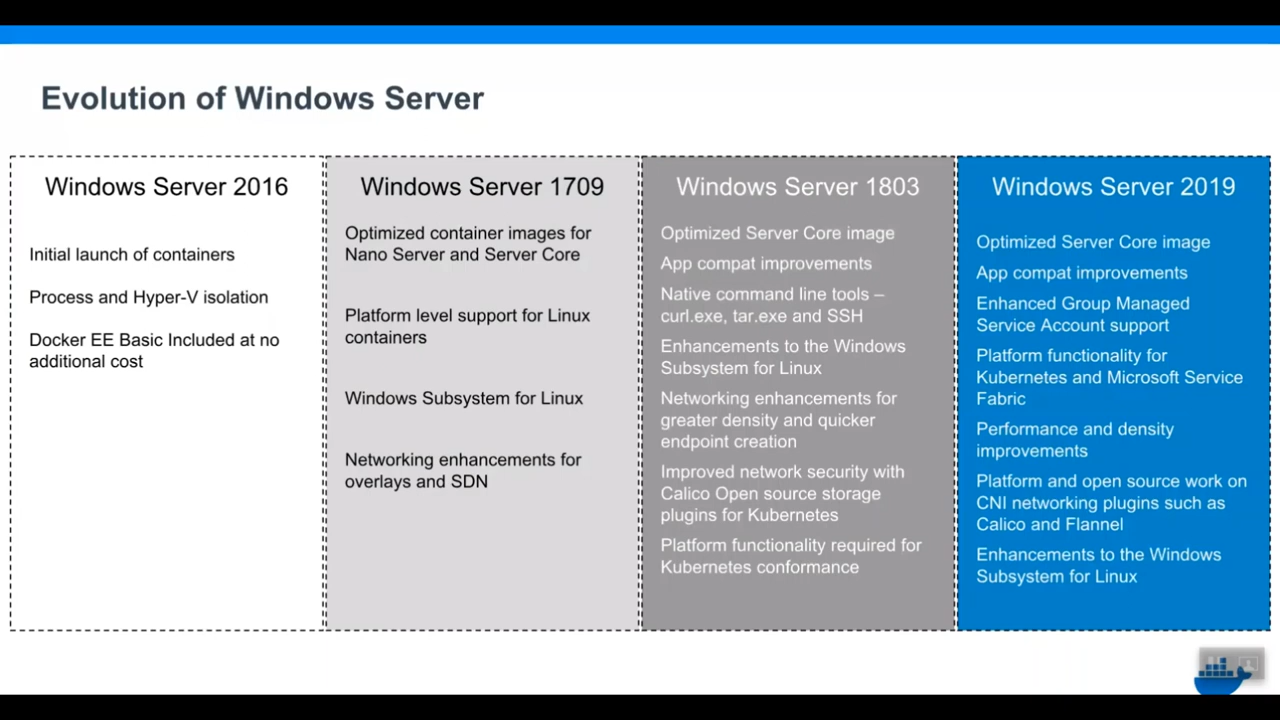 Evolution of Windows Server
Windows Server 2016
Initial launch of containers
Process and Hyper-V isolation
Docker EE Basic Included at no
additional cost
Windows Server 1709
Optimized container images for
Nano Server and Server Core
Platform level support for Linux
containers
Windows Subsystem for Linux
Networking enhancements for
overlays and SDN
Windows Server 1803
Optimized Server Core image
App compat improvements
Native command line tools –
curl.exe, tar.exe and SSH
Enhancements to the Windows
Subsystem for Linux
Networking enhancements for
greater density and quicker
endpoint creation
Improved network security with
Calico Open source storage
plugins for Kubernetes
Platform functionality required for
Kubernetes conformance
Windows Server 2019
Optimized Server Core image
App compat improvements
Enhanced Group Managed
Service Account support
Platform functionality for
Kubernetes and Microsoft Service
Fabric
Performance and density
improvements
Platform and open source work on
CNI networking plugins such as
Calico and Flannel
Enhancements to the Windows
Subsystem for Linux